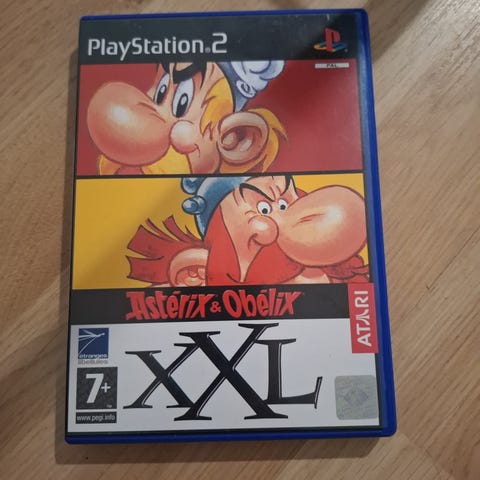 PlayStation®2
PAL
Astérix & Obélix
XXL
ATARI
étranges
libellules
7+
www.pegi.info